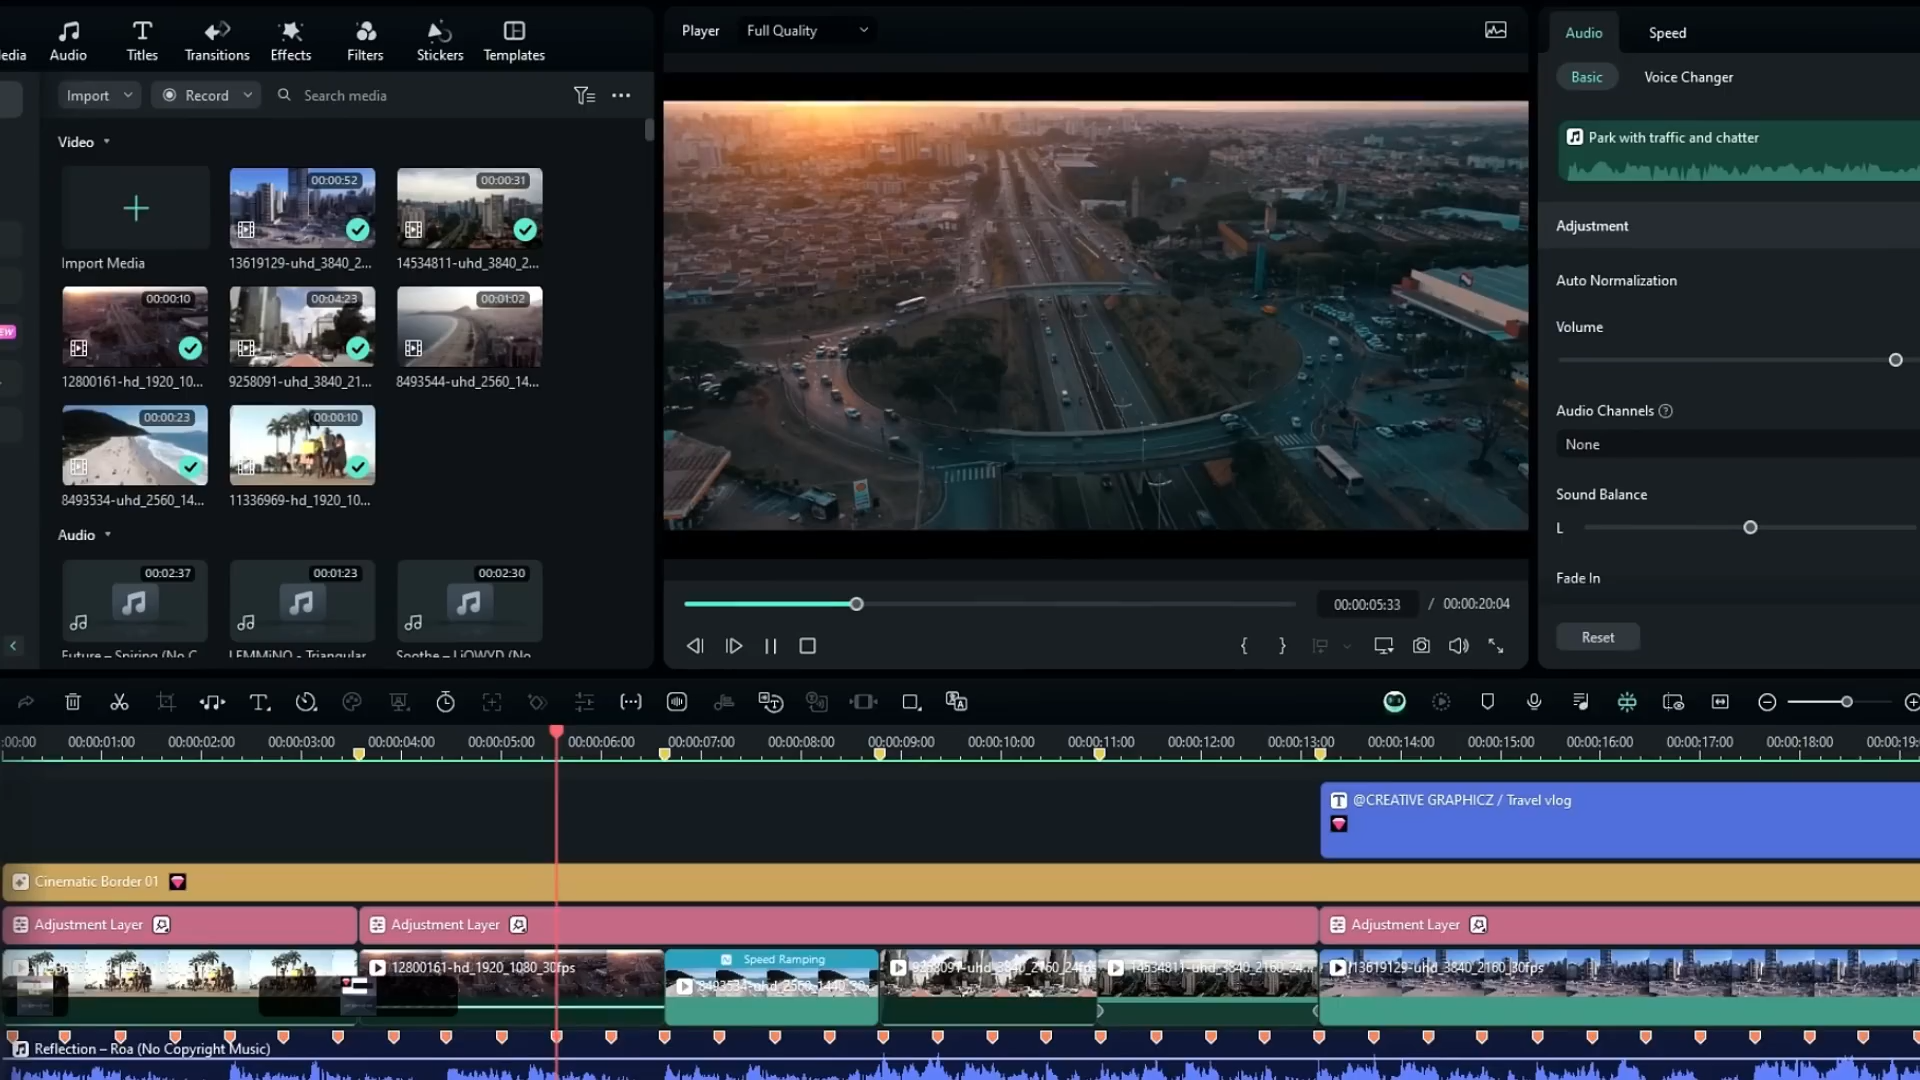 edia
Audio
Titles
Transitions
Effects
Filters
Stickers
Templates
Import
Record
Search media
Video
00:00:52
00:00:31
Import Media
13619129-uhd_3840_2...
14534811-uhd_3840_2...
00:00:10
00:04:23
00:01:02
12800161-hd_1920_10...
9258091-uhd_3840_21...
8493544-uhd_2560_14...
00:00:23
00:00:10
8493534-uhd_2560_14...
11336969-hd_1920_10...
Audio
00:02:37
00:01:23
00:02:30
Future – Spiring (No C
LEMMiNO - Triangular
Soothe – LiQWYD (No
EW
Player
Full Quality
00:00:05:33 / 00:00:20:04
Audio
Speed
Basic
Voice Changer
Park with traffic and chatter
Adjustment
Auto Normalization
Volume
Audio Channels
None
Sound Balance
L
Fade In
Reset
:00:00 00:00:01:00 00:00:02:00 00:00:03:00 00:00:04:00 00:00:05:00 00:00:06:00 00:00:07:00 00:00:08:00 00:00:09:00 00:00:10:00 00:00:11:00 00:00:12:00 00:00:13:00 00:00:14:00 00:00:15:00 00:00:16:00 00:00:17:00 00:00:18:00 00:00:19:
@CREATIVE GRAPHICZ / Travel vlog
Cinematic Border 01
Adjustment Layer
Adjustment Layer
Adjustment Layer
12800161-hd_1920_1080_30fps
Speed Ramping
8493534-uhd_2560_1440_30
9258091-uhd_3840_2160_24fps
14534811-uhd_3840_2160_24...
13619129-uhd_3840_2160_30fps
Reflection – Roa (No Copyright Music)